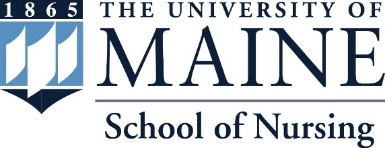 1865
THE UNIVERSITY OF
MAINE
School of Nursing